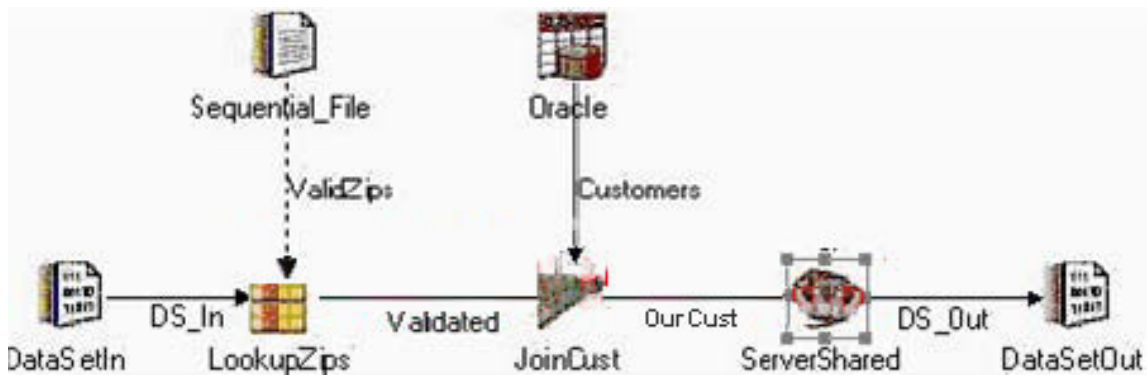 Sequential_File
Oracle
ValidZips
Customers
DS_In
Validated
OurCust
DS_Out
DataSetIn
LookupZips
JoinCust
ServerShared
DataSetOut